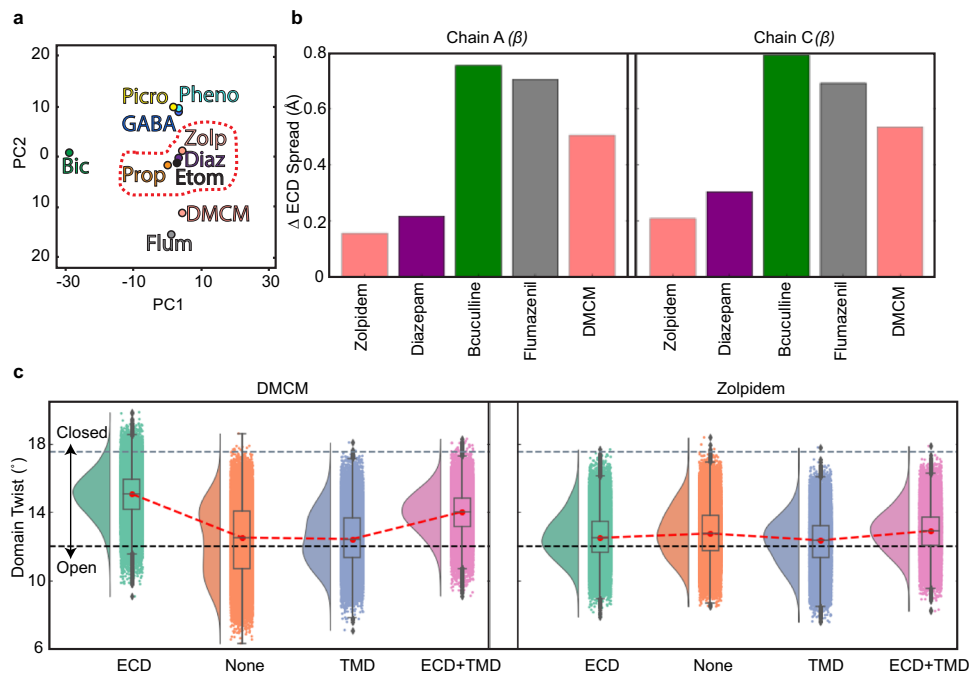 a
20
10
0
10
20
PC2
-30
-10
10
30
PC1
Picro
Pheno
GABA
Zolp
Bic
Prop
Diaz
Etom
DMCM
Flum
b
Chain A (β)
Chain C (β)
0.8
0.6
0.4
0.2
0
Δ ECD Spread (Å)
Zolpidem
Diazepam
Bcuculline
Flumazenil
DMCM
Zolpidem
Diazepam
Bcuculline
Flumazenil
DMCM
c
DMCM
Zolpidem
18
14
10
6
Domain Twist (°)
Closed
Open
ECD
None
TMD
ECD+TMD
ECD
None
TMD
ECD+TMD